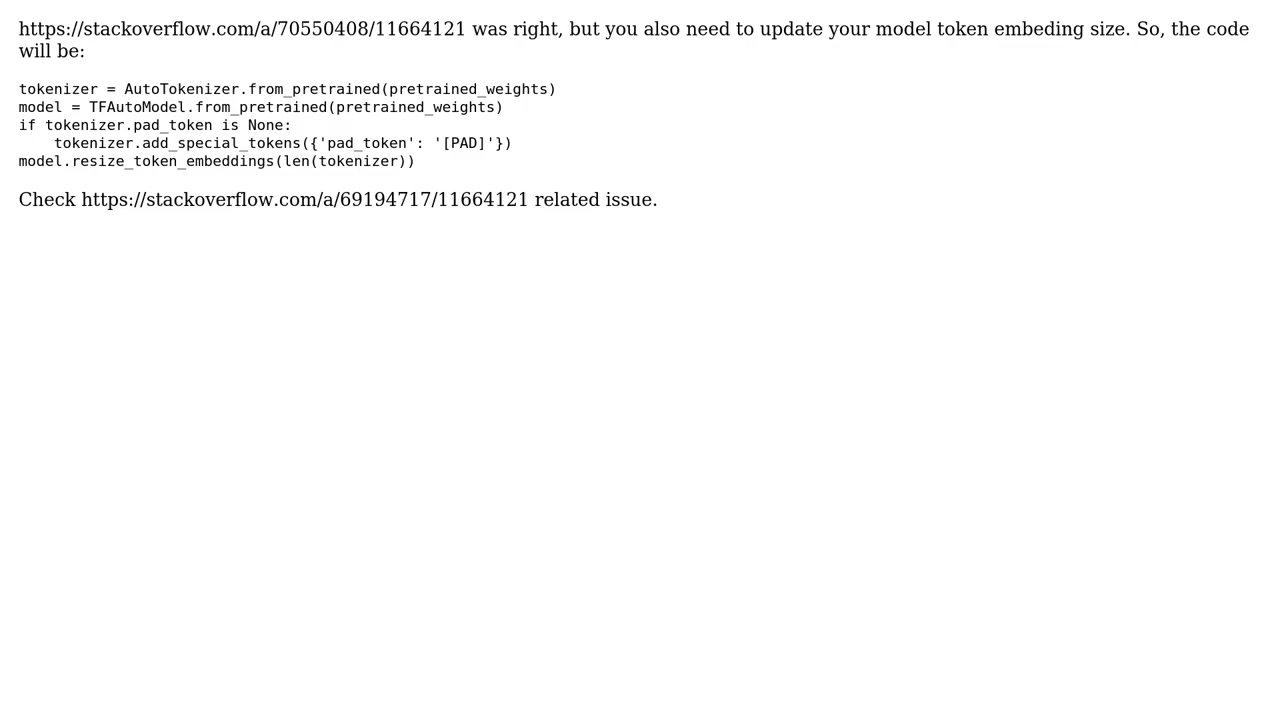 https://stackoverflow.com/a/70550408/11664121 was right, but you also need to update your model token embeding size. So, the code
will be:
tokenizer = AutoTokenizer.from_pretrained(pretrained_weights)
model = TFAutoModel.from_pretrained(pretrained_weights)
if tokenizer.pad_token is None:
    tokenizer.add_special_tokens({'pad_token': '[PAD]'})
model.resize_token_embeddings(len(tokenizer))
Check https://stackoverflow.com/a/69194717/11664121 related issue.